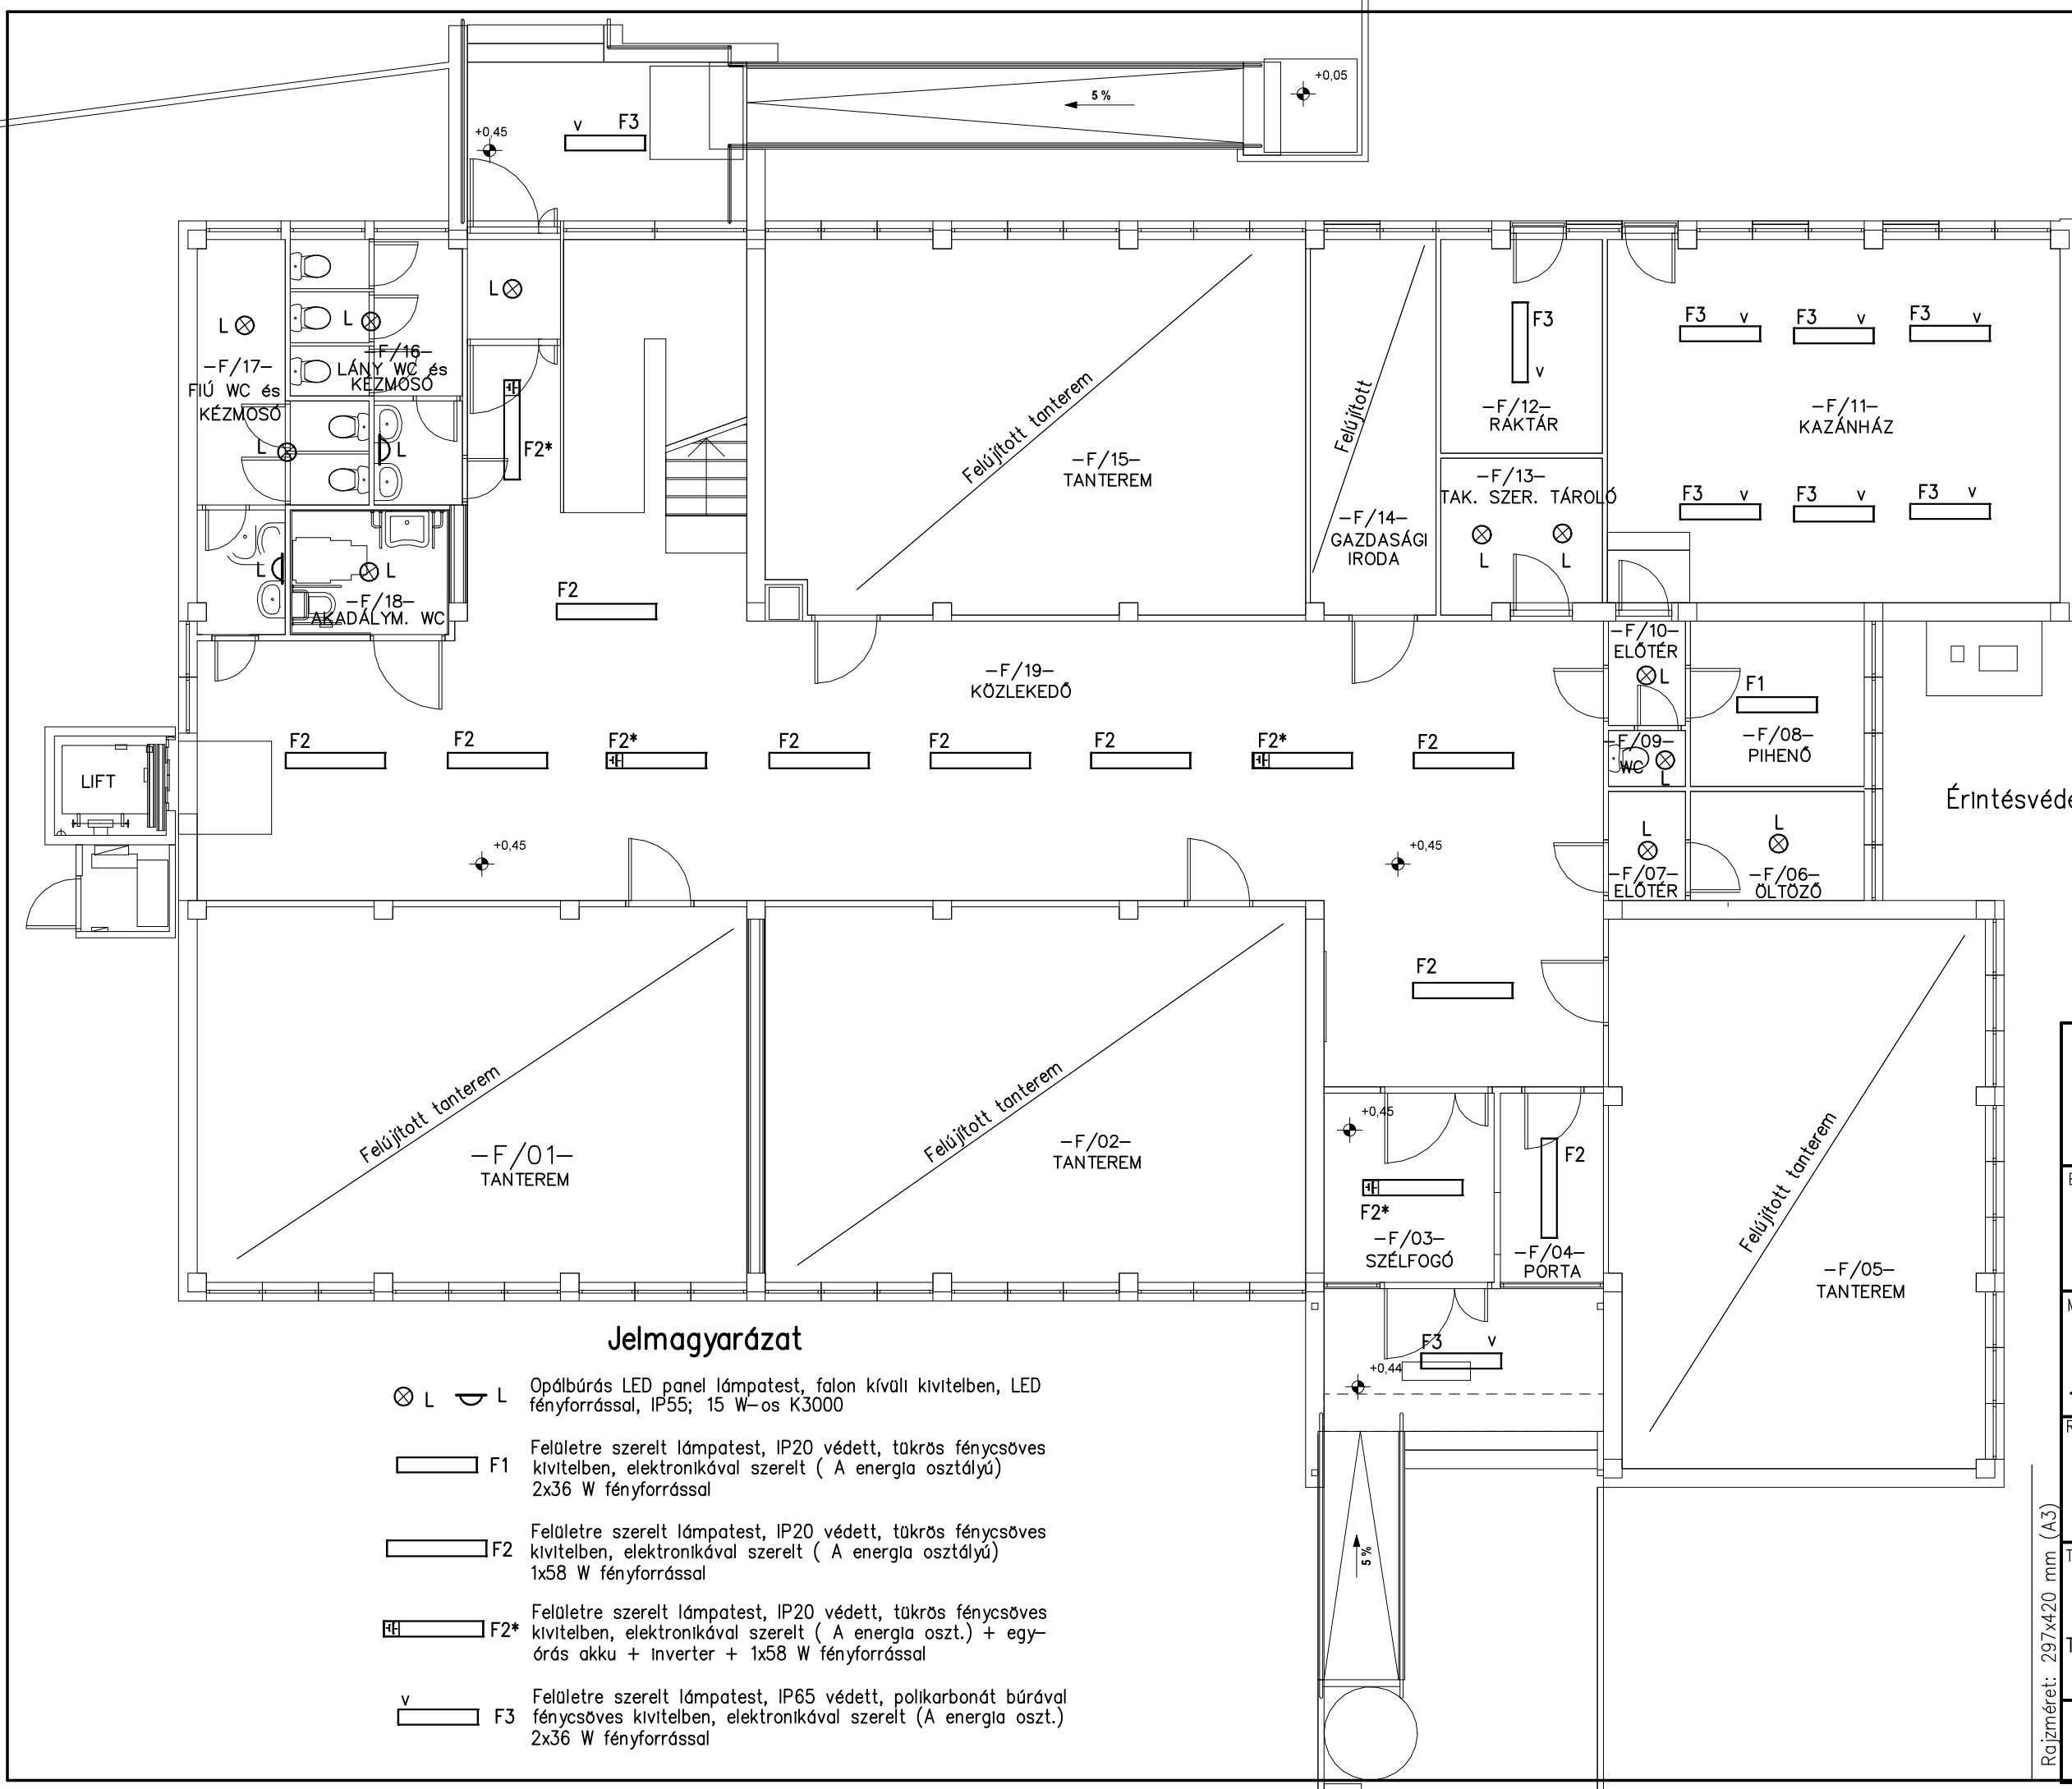 +0,05
5 %
+0,45
v F3
L
L
L
-F/17-
FIÚ WC és
KÉZMOSÓ
-F/16-
LÁNY WC és
KÉZMOSÓ
L
L
F2*
L
L
-F/18-
AKADÁLYM. WC
F2
Felújított tanterem
-F/15-
TANTEREM
Felújított
-F/14-
GAZDASÁGI
IRODA
F3
v
-F/12-
RAKTÁR
-F/13-
TAK. SZER. TÁROLÓ
L
L
F3 v
F3 v
F3 v
-F/11-
KAZÁNHÁZ
F3 v
F3 v
F3 v
-F/19-
KÖZLEKEDŐ
-F/10-
ELŐTÉR
L
F1
-F/08-
PIHENŐ
-F/09-
WC
L
LIFT
F2
F2
F2*
F2
F2
F2
F2*
F2
+0,45
+0,45
L
-F/07-
ELŐTÉR
L
-F/06-
ÖLTÖZŐ
F2
Felújított tanterem
-F/01-
TANTEREM
Felújított tanterem
-F/02-
TANTEREM
+0,45
F2*
-F/03-
SZÉLFOGÓ
F2
-F/04-
PORTA
Felújított tanterem
-F/05-
TANTEREM
F3 v
+0,44
5 %
Jelmagyarázat
L L Opálbúrás LED panel lámpatest, falon kívüli kivitelben, LED
fényforrással, IP55; 15 W-os K3000
F1 Felületre szerelt lámpatest, IP20 védett, tükrös fénycsöves
kivitelben, elektronikával szerelt ( A energia osztályú)
2x36 W fényforrással
F2 Felületre szerelt lámpatest, IP20 védett, tükrös fénycsöves
kivitelben, elektronikával szerelt ( A energia osztályú)
1x58 W fényforrással
F2* Felületre szerelt lámpatest, IP20 védett, tükrös fénycsöves
kivitelben, elektronikával szerelt ( A energia oszt.) + egy-
órás akku + inverter + 1x58 W fényforrással
v
F3 Felületre szerelt lámpatest, IP65 védett, polikarbonát búrával
fénycsöves kivitelben, elektronikával szerelt (A energia oszt.)
2x36 W fényforrással
Rajzméret: 297x420 mm (A3)